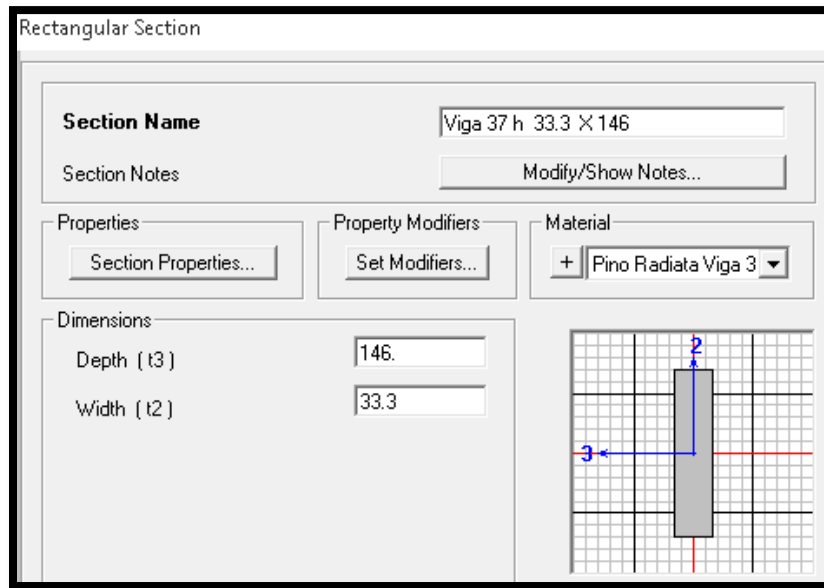 Rectangular Section
Section Name
Viga 37 h 33.3 X 146
Section Notes
Modify/Show Notes...
Properties
Section Properties...
Property Modifiers
Set Modifiers...
Material
+
Pino Radiata Viga 3
Dimensions
Depth ( t3 )
146.
Width ( t2 )
33.3
2
3